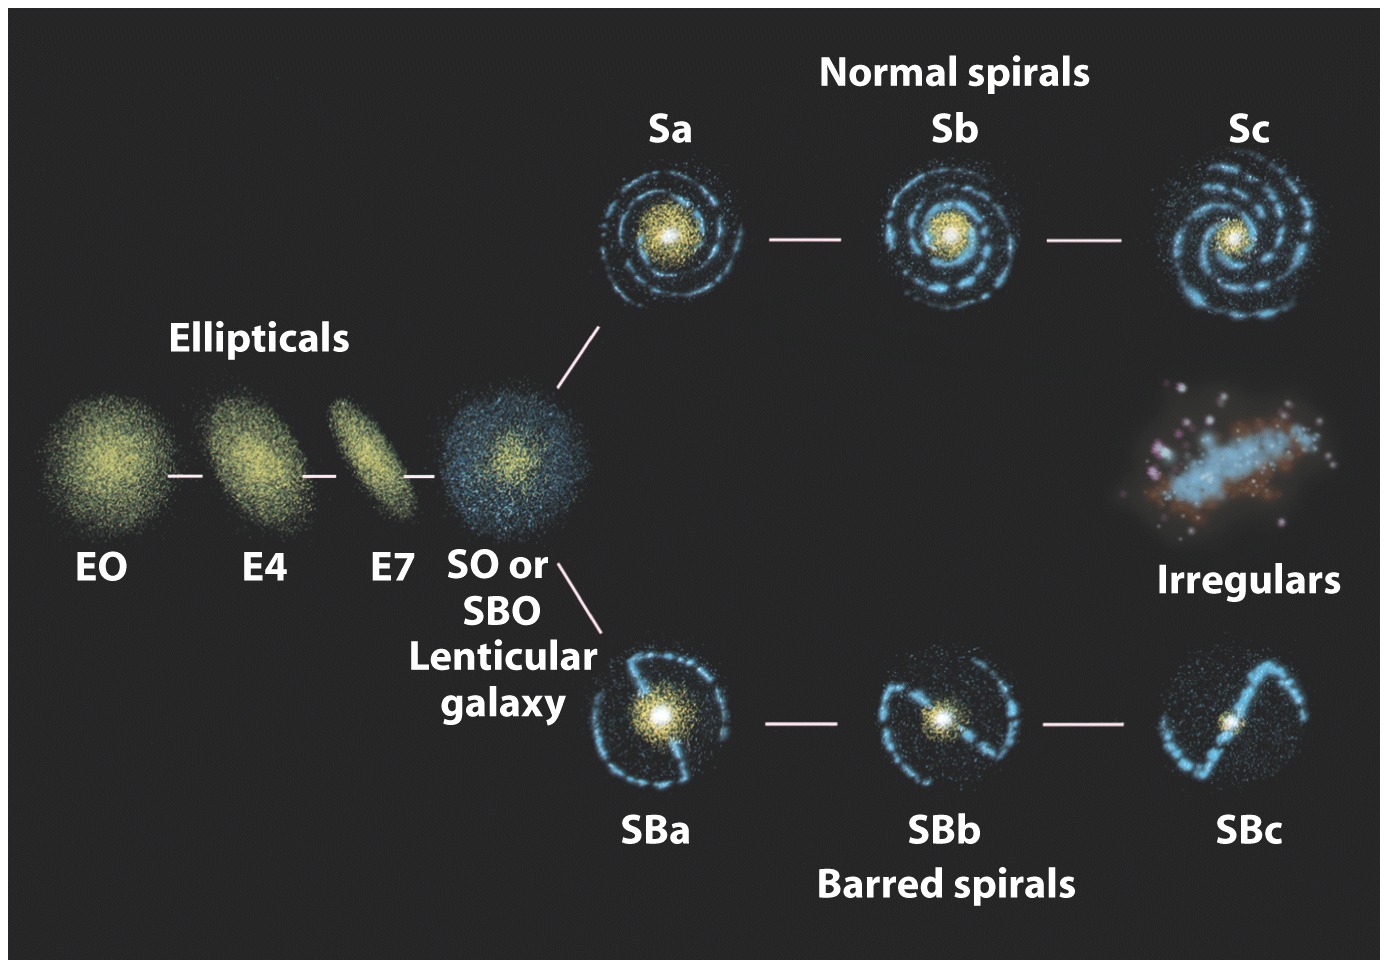 Normal spirals
Sa
Sb
Sc
Ellipticals
EO
E4
E7
SO or
SBO
Lenticular
galaxy
Irregulars
SBa
SBb
SBc
Barred spirals